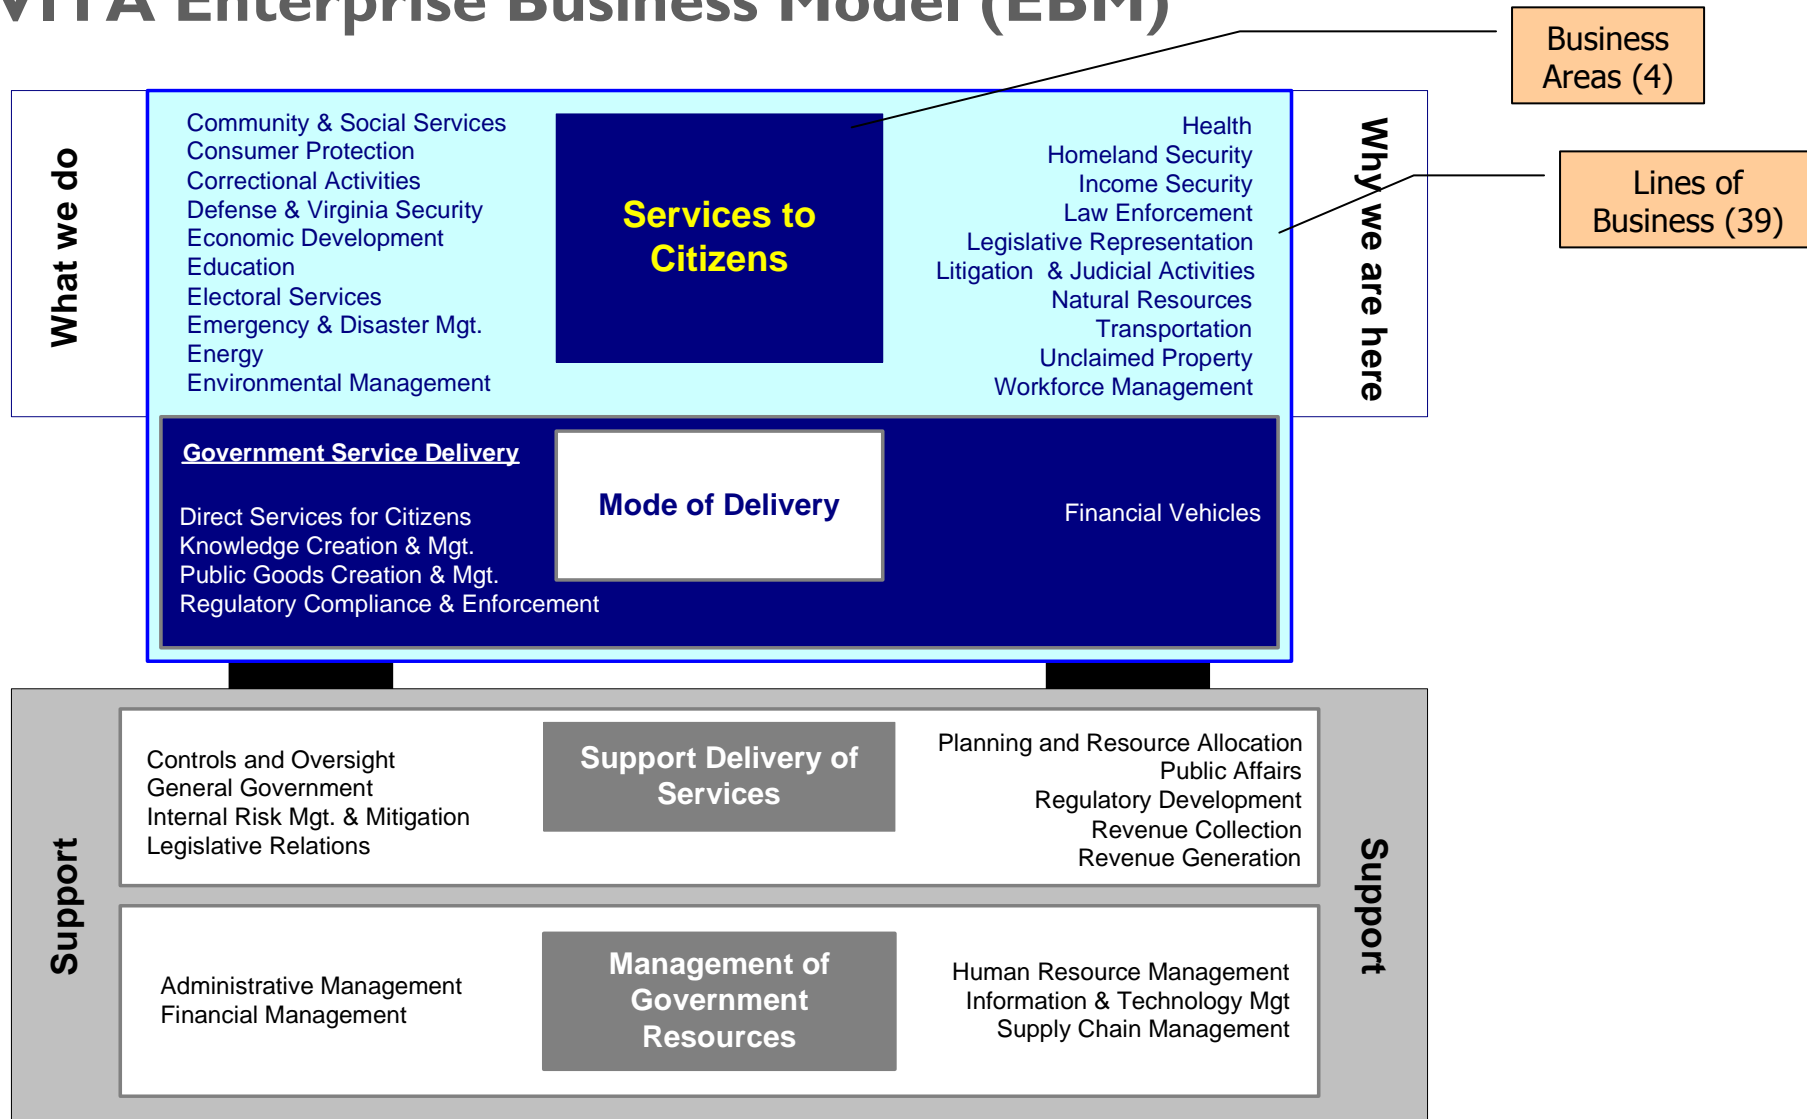 VITA Enterprise Business Model (EBM)
Business
Areas (4)
Lines of
Business (39)
What we do
Community & Social Services
Consumer Protection
Correctional Activities
Defense & Virginia Security
Economic Development
Education
Electoral Services
Emergency & Disaster Mgt.
Energy
Environmental Management
Services to
Citizens
Health
Homeland Security
Income Security
Law Enforcement
Legislative Representation
Litigation & Judicial Activities
Natural Resources
Transportation
Unclaimed Property
Workforce Management
Why we are here
Government Service Delivery
Direct Services for Citizens
Knowledge Creation & Mgt.
Public Goods Creation & Mgt.
Regulatory Compliance & Enforcement
Mode of Delivery
Financial Vehicles
Support
Controls and Oversight
General Government
Internal Risk Mgt. & Mitigation
Legislative Relations
Support Delivery of
Services
Planning and Resource Allocation
Public Affairs
Regulatory Development
Revenue Collection
Revenue Generation
Support
Administrative Management
Financial Management
Management of
Government
Resources
Human Resource Management
Information & Technology Mgt
Supply Chain Management